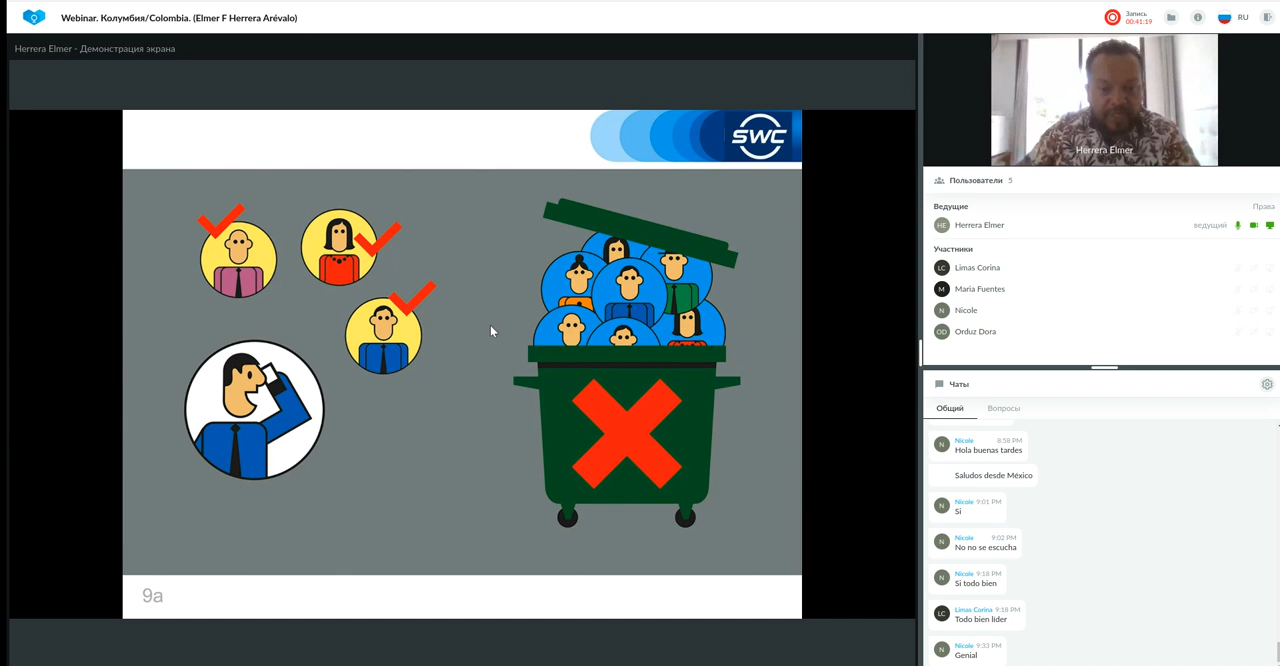 Webinar. Колумбия/Colombia. (Elmer F Herrera Arévalo)
Запись
00:41:19
RU
Herrera Elmer - Демонстрация экрана
SWC
9a
Herrera Elmer
Пользователи 5
Ведущие Права
HE Herrera Elmer ведущий
Участники
LC Limas Corina
M Maria Fuentes
N Nicole
OD Orduz Dora
Чаты
Общий Вопросы
N Nicole 8:58 PM
Hola buenas tardes
Saludos desde México
N Nicole 9:01 PM
Si
N Nicole 9:02 PM
No no se escucha
N Nicole 9:18 PM
Si todo bien
LC Limas Corina 9:18 PM
Todo bien líder
N Nicole 9:33 PM
Genial